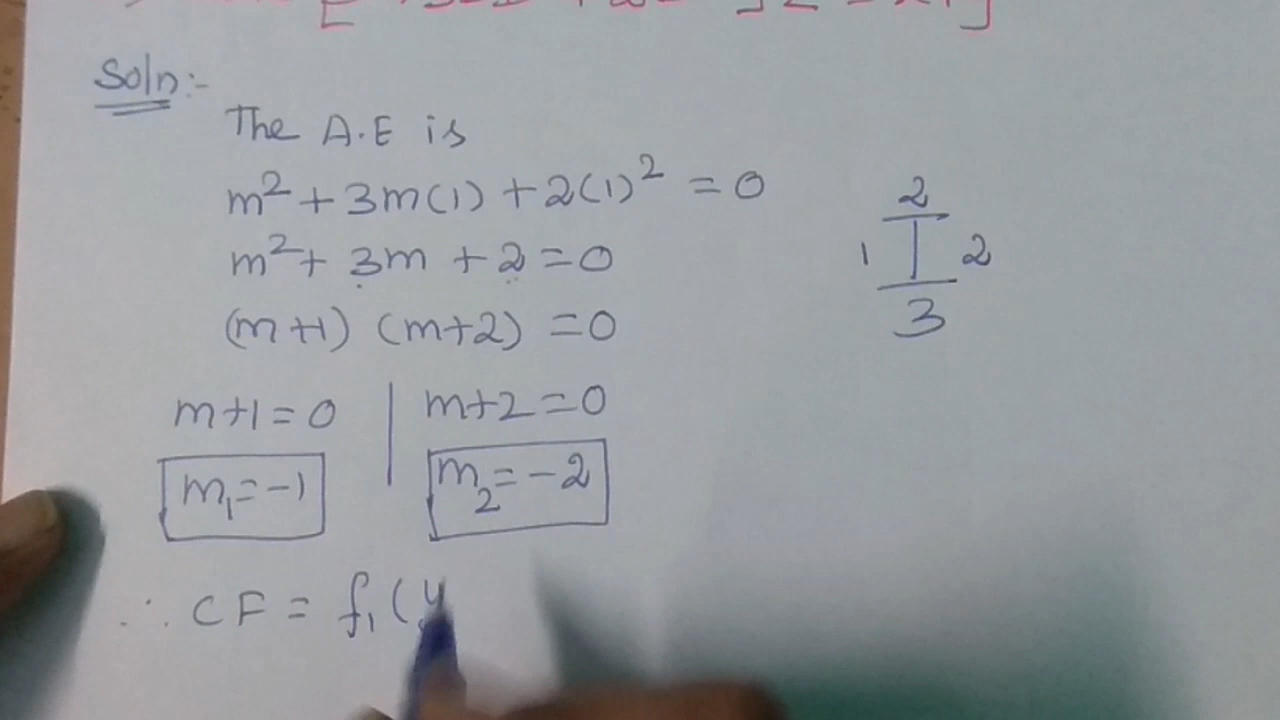 Soln:-
The A.E is
m² + 3m(1) + 2(1)² = 0
m² + 3m + 2 = 0
(m+1) (m+2) = 0
m+1 = 0 | m+2 = 0
m₁ = -1
m₂ = -2
∴ CF = f₁(y
2
1 2
3